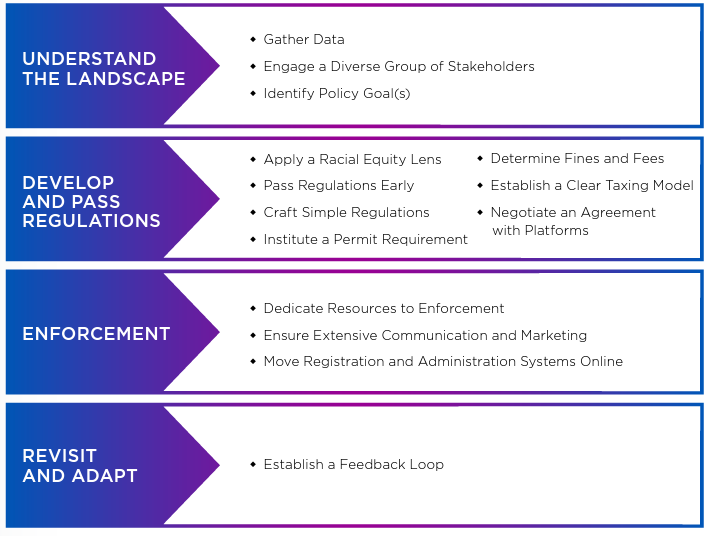 UNDERSTAND
THE LANDSCAPE
Gather Data
Engage a Diverse Group of Stakeholders
Identify Policy Goal(s)
DEVELOP
AND PASS
REGULATIONS
Apply a Racial Equity Lens
Pass Regulations Early
Craft Simple Regulations
Institute a Permit Requirement
Determine Fines and Fees
Establish a Clear Taxing Model
Negotiate an Agreement
with Platforms
ENFORCEMENT
Dedicate Resources to Enforcement
Ensure Extensive Communication and Marketing
Move Registration and Administration Systems Online
REVISIT
AND ADAPT
Establish a Feedback Loop